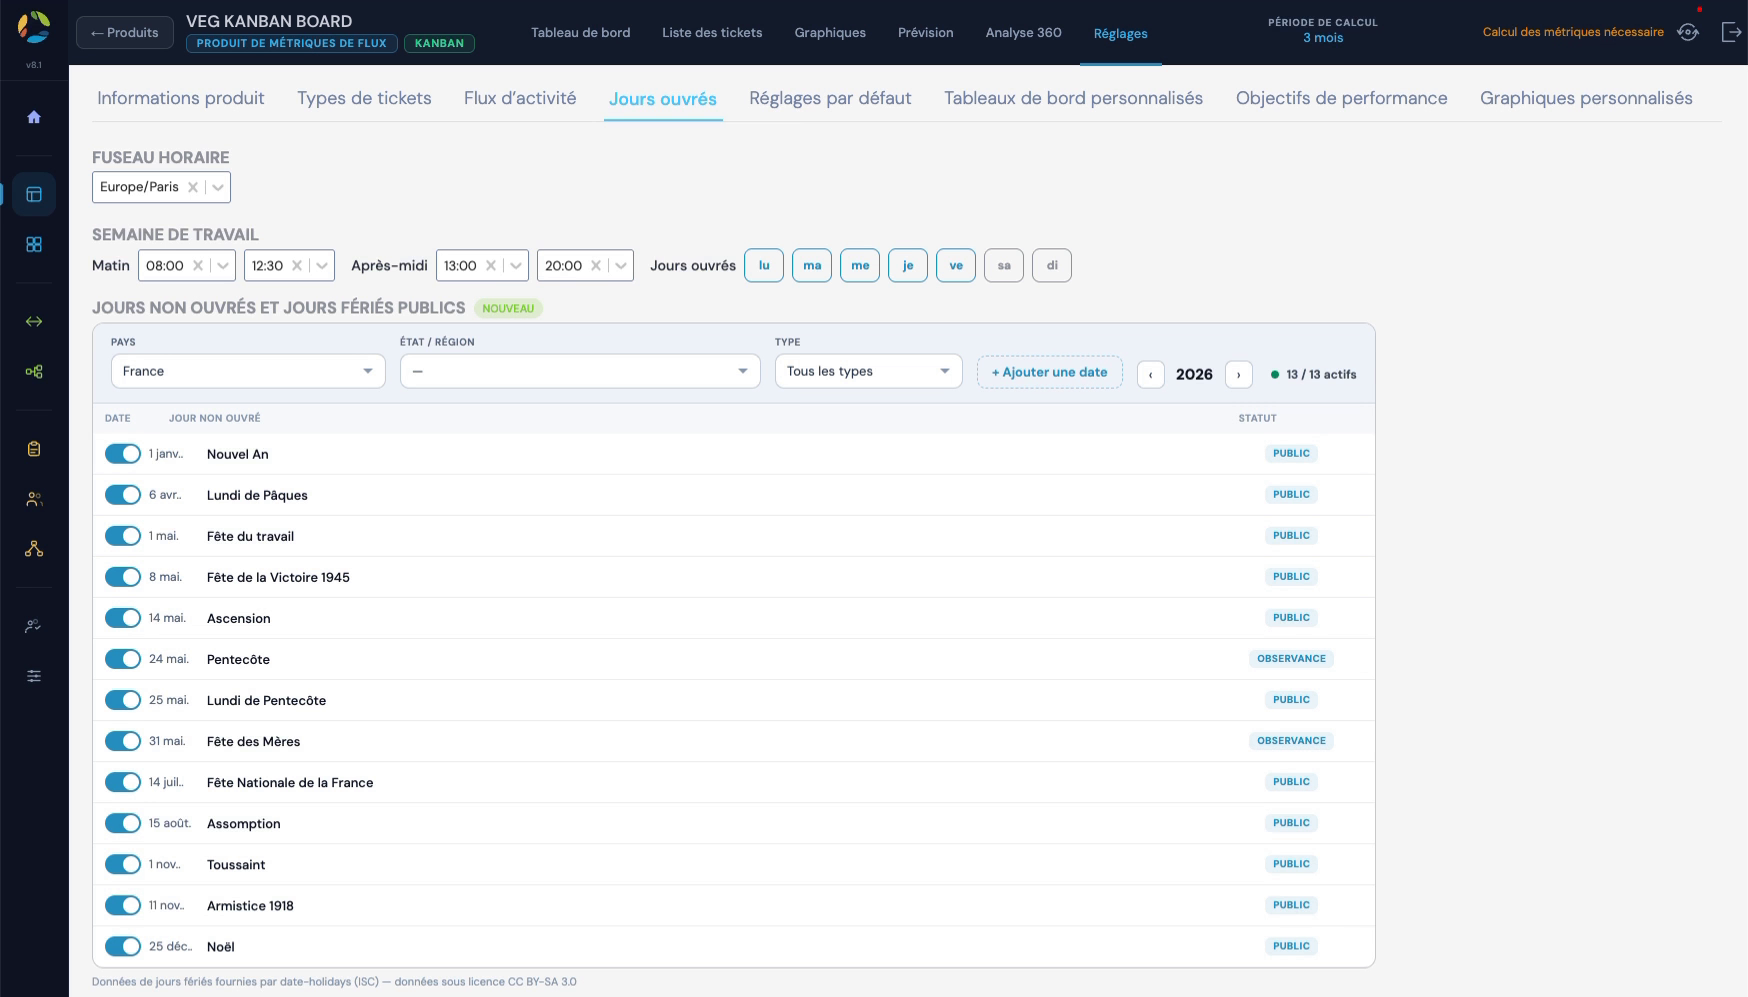 v8.1
← Produits
VEG KANBAN BOARD
PRODUIT DE MÉTRIQUES DE FLUX KANBAN
Tableau de bord Liste des tickets Graphiques Prévision Analyse 360 Réglages
PÉRIODE DE CALCUL
3 mois
Calcul des métriques nécessaire
Informations produit Types de tickets Flux d’activité Jours ouvrés Réglages par défaut Tableaux de bord personnalisés Objectifs de performance Graphiques personnalisés
FUSEAU HORAIRE
Europe/Paris
SEMAINE DE TRAVAIL
Matin 08:00 12:30 Après-midi 13:00 20:00 Jours ouvrés lu ma me je ve sa di
JOURS NON OUVRÉS ET JOURS FÉRIÉS PUBLICS NOUVEAU
PAYS ÉTAT / RÉGION TYPE
France — Tous les types + Ajouter une date ‹ 2026 › 13 / 13 actifs
DATE JOUR NON OUVRÉ STATUT
1 janv.. Nouvel An PUBLIC
6 avr.. Lundi de Pâques PUBLIC
1 mai. Fête du travail PUBLIC
8 mai. Fête de la Victoire 1945 PUBLIC
14 mai. Ascension PUBLIC
24 mai. Pentecôte OBSERVANCE
25 mai. Lundi de Pentecôte PUBLIC
31 mai. Fête des Mères OBSERVANCE
14 juil.. Fête Nationale de la France PUBLIC
15 août. Assomption PUBLIC
1 nov.. Toussaint PUBLIC
11 nov.. Armistice 1918 PUBLIC
25 déc.. Noël PUBLIC
Données de jours fériés fournies par date-holidays (ISC) — données sous licence CC BY-SA 3.0